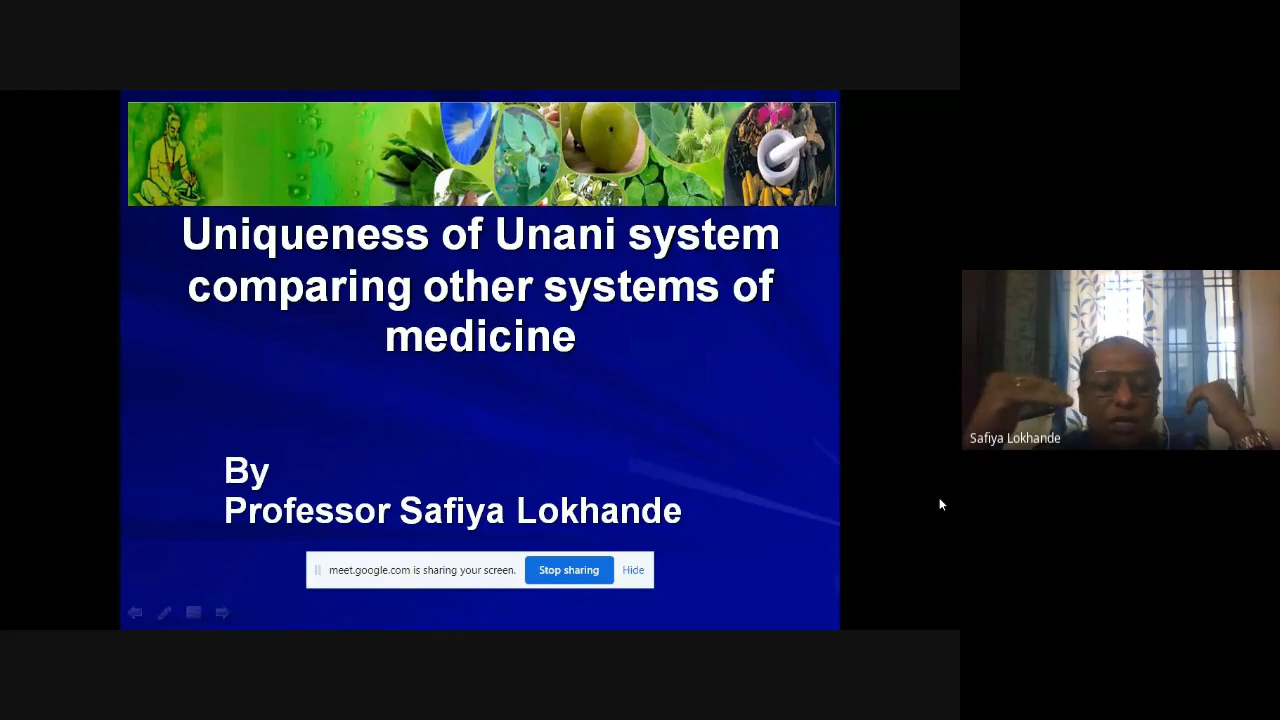 Uniqueness of Unani system
comparing other systems of
medicine
By
Professor Safiya Lokhande
meet.google.com is sharing your screen. Stop sharing Hide
Safiya Lokhande